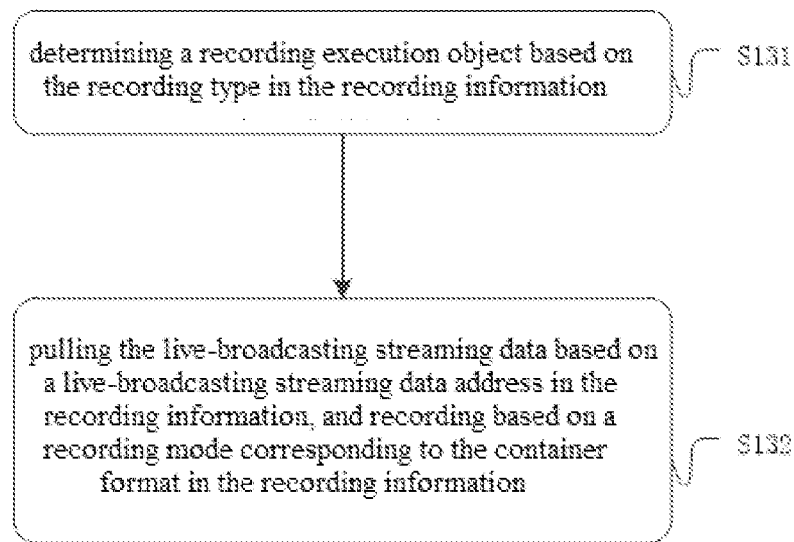 determining a recording execution object based on
the recording type in the recording information
S131
pulling the live-broadcasting streaming data based on
a live-broadcasting streaming data address in the
recording information, and recording based on a
recording mode corresponding to the container
format in the recording information
S132